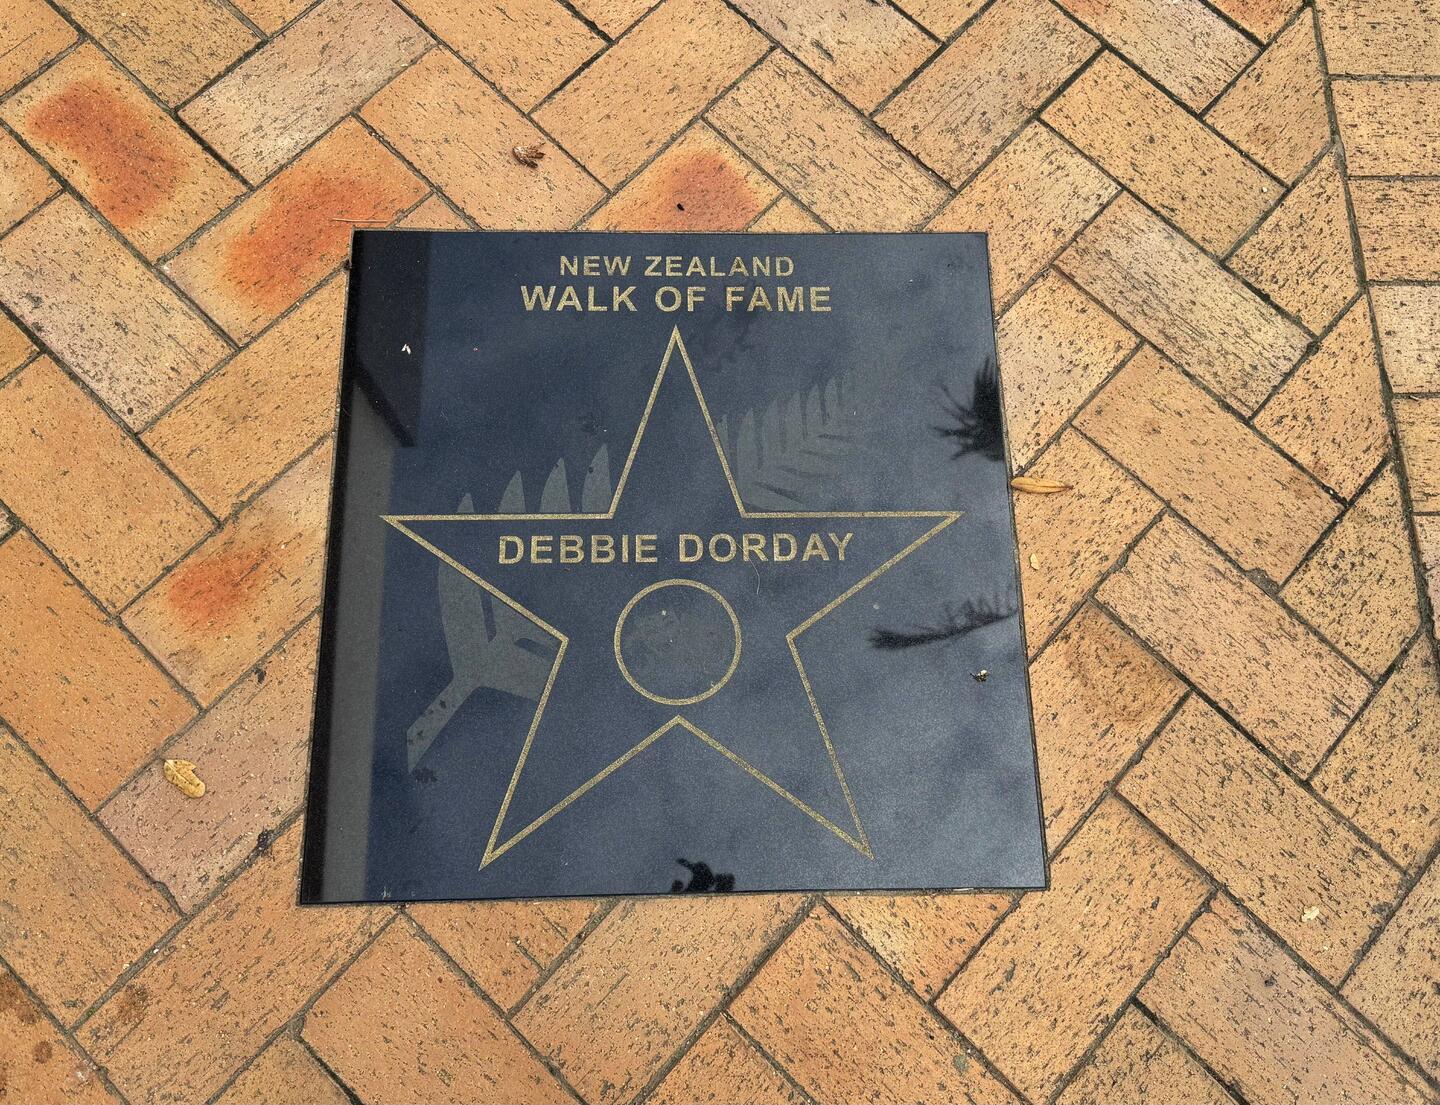 NEW ZEALAND
WALK OF FAME
DEBBIE DORDAY